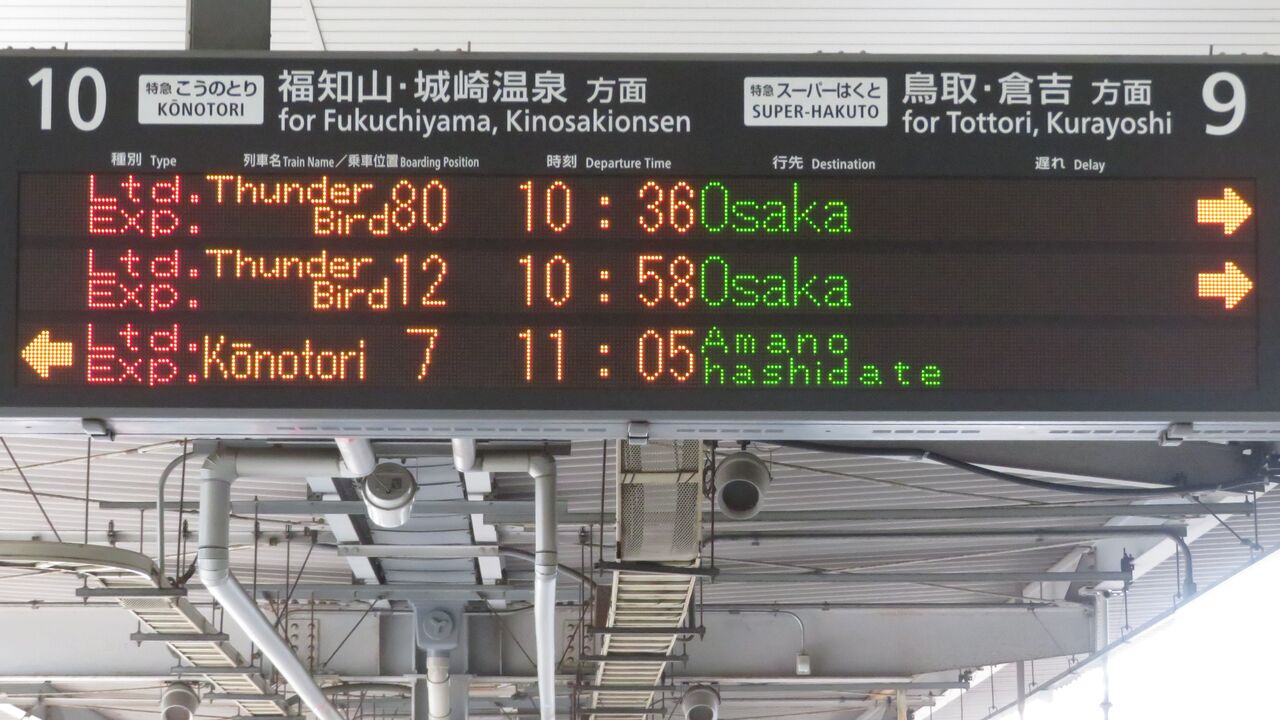 10 特急 こうのとり 福知山・城崎温泉 方面 特急 スーパーはくと 鳥取・倉吉 方面 9
KŌNOTORI for Fukuchiyama, Kinosakionsen SUPER-HAKUTO for Tottori, Kurayoshi
種別 Type 列車名 Train Name／乗車位置 Boarding Position 時刻 Departure Time 行先 Destination 遅れ Delay
Ltd. Exp. Thunder Bird 80 10:36 Osaka →
Ltd. Exp. Thunder Bird 12 10:58 Osaka →
← Ltd. Exp. Kōnotori 7 11:05 Amanohashidate